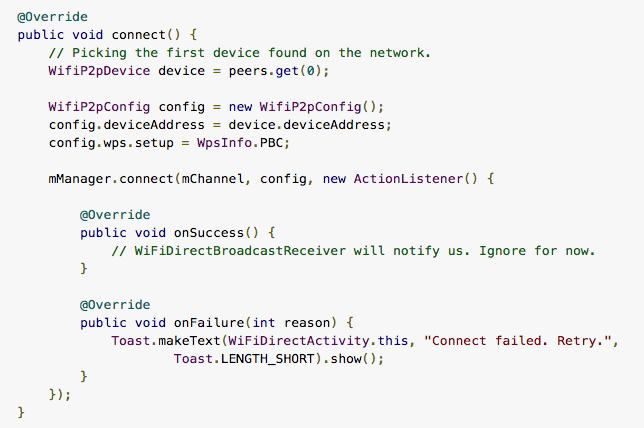 @Override
public void connect() {
    // Picking the first device found on the network.
    WifiP2pDevice device = peers.get(0);

    WifiP2pConfig config = new WifiP2pConfig();
    config.deviceAddress = device.deviceAddress;
    config.wps.setup = WpsInfo.PBC;

    mManager.connect(mChannel, config, new ActionListener() {

        @Override
        public void onSuccess() {
            // WiFiDirectBroadcastReceiver will notify us. Ignore for now.
        }

        @Override
        public void onFailure(int reason) {
            Toast.makeText(WiFiDirectActivity.this, "Connect failed. Retry.",
                    Toast.LENGTH_SHORT).show();
        }
    });
}